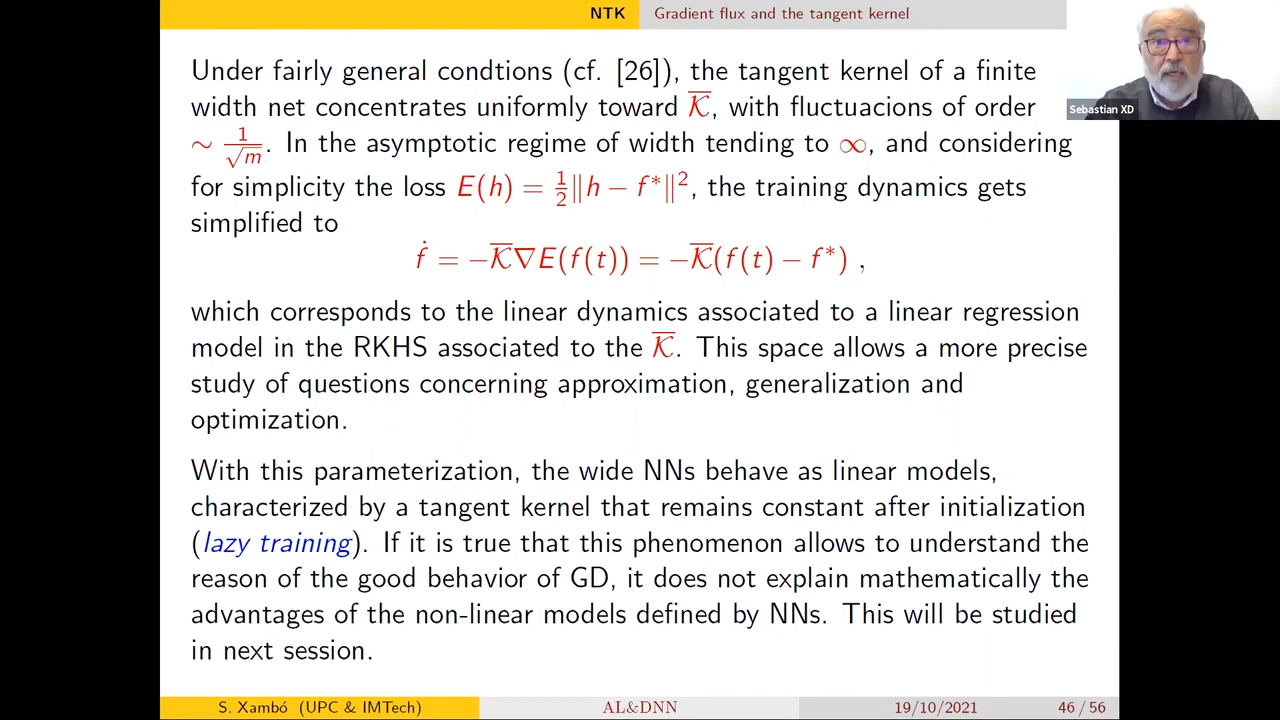 NTK Gradient flux and the tangent kernel
Under fairly general condtions (cf. [26]), the tangent kernel of a finite
width net concentrates uniformly toward K̅, with fluctuacions of order
∼ 1/√m. In the asymptotic regime of width tending to ∞, and considering
for simplicity the loss E(h) = ½‖h − f*‖², the training dynamics gets
simplified to
ḟ = −K̅∇E(f(t)) = −K̅(f(t) − f*) ,
which corresponds to the linear dynamics associated to a linear regression
model in the RKHS associated to the K̅. This space allows a more precise
study of questions concerning approximation, generalization and
optimization.
With this parameterization, the wide NNs behave as linear models,
characterized by a tangent kernel that remains constant after initialization
(lazy training). If it is true that this phenomenon allows to understand the
reason of the good behavior of GD, it does not explain mathematically the
advantages of the non-linear models defined by NNs. This will be studied
in next session.
Sebastian XD
S. Xambó (UPC & IMTech) AL&DNN 19/10/2021 46 / 56